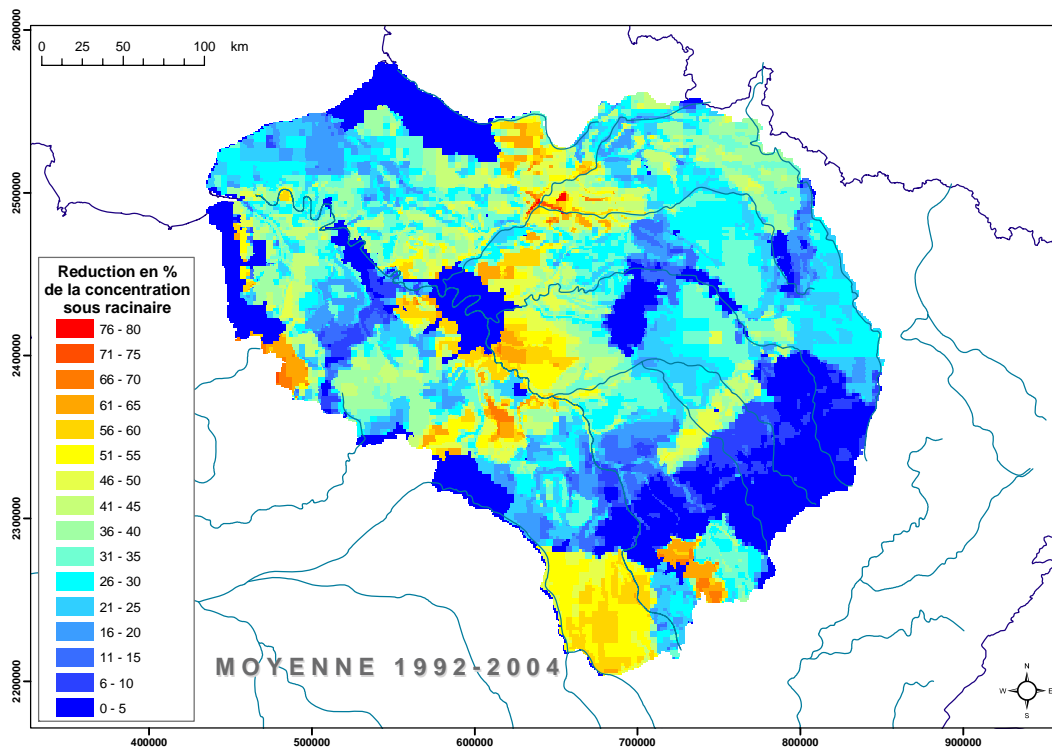 2600000
0 25 50 100 km
2500000
2400000
2300000
2200000
Reduction en %
de la concentration
sous racinaire
76 - 80
71 - 75
66 - 70
61 - 65
56 - 60
51 - 55
46 - 50
41 - 45
36 - 40
31 - 35
26 - 30
21 - 25
16 - 20
11 - 15
6 - 10
0 - 5
MOYENNE 1992-2004
N
W E
S
400000 500000 600000 700000 800000 900000